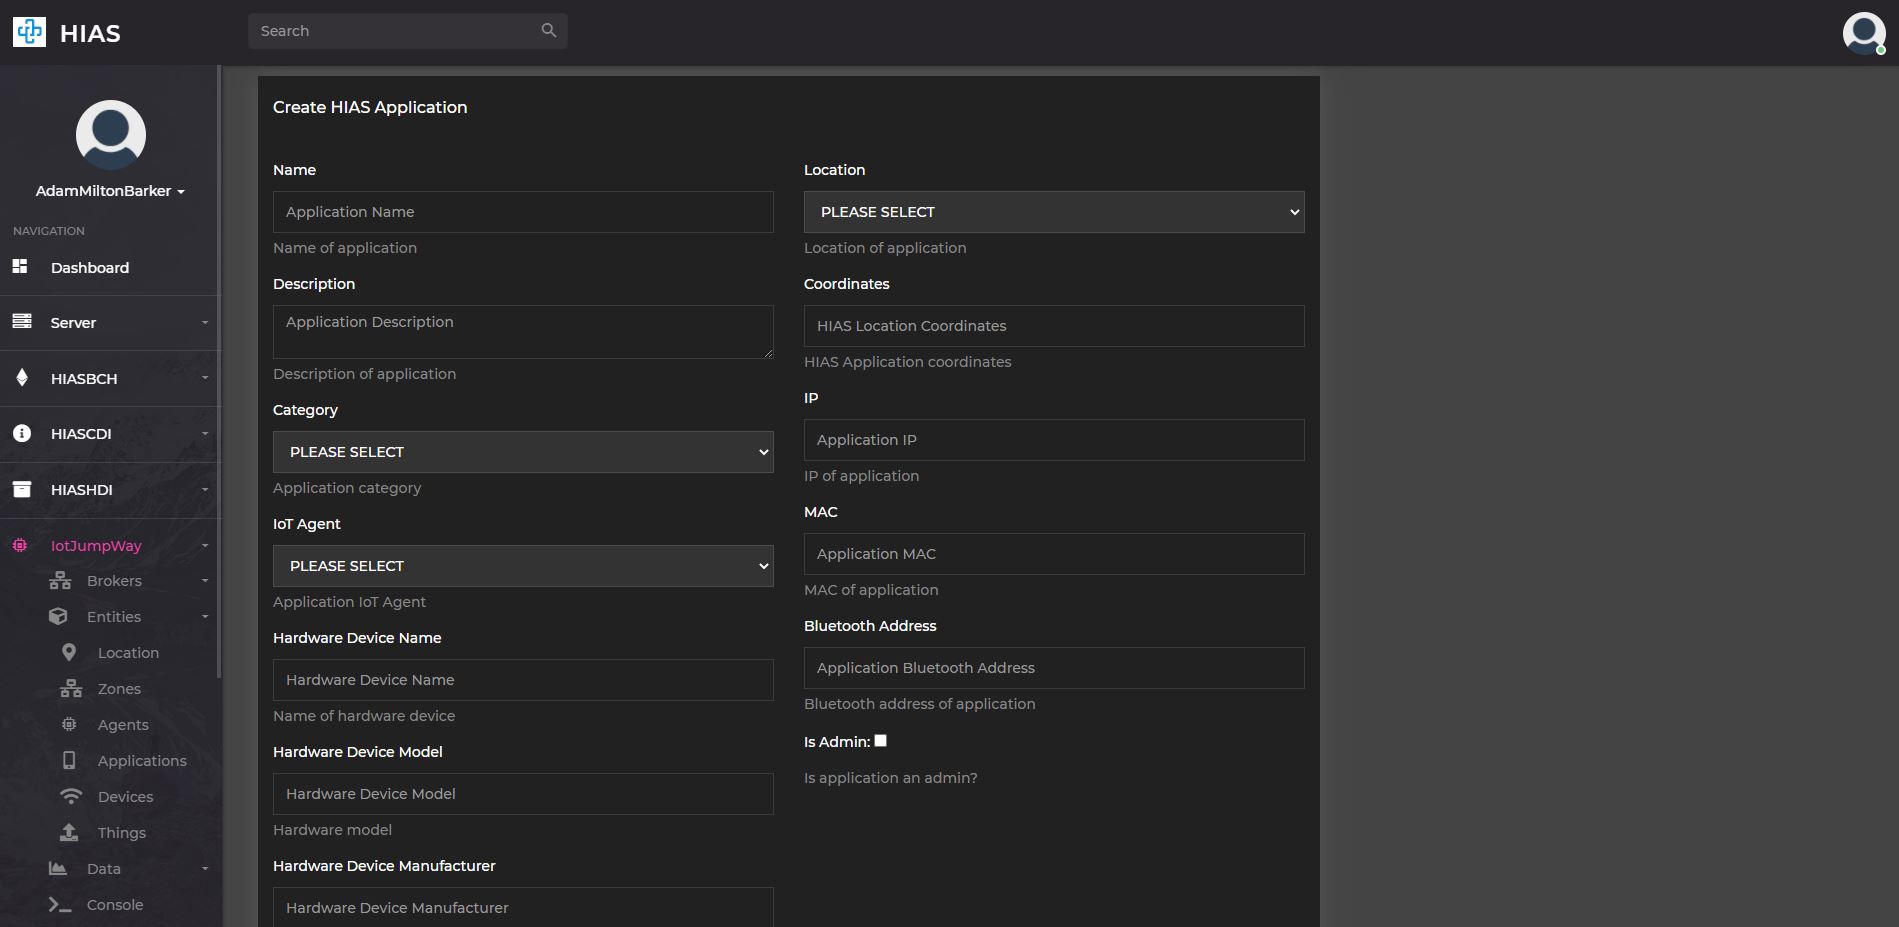 HIAS
Search
AdamMiltonBarker
NAVIGATION
Dashboard
Server
HIASBCH
HIASCDI
HIASHDI
IotJumpWay
Brokers
Entities
Location
Zones
Agents
Applications
Devices
Things
Data
Console
Create HIAS Application
Name
Application Name
Name of application
Description
Application Description
Description of application
Category
PLEASE SELECT
Application category
IoT Agent
PLEASE SELECT
Application IoT Agent
Hardware Device Name
Hardware Device Name
Name of hardware device
Hardware Device Model
Hardware Device Model
Hardware model
Hardware Device Manufacturer
Hardware Device Manufacturer
Location
PLEASE SELECT
Location of application
Coordinates
HIAS Location Coordinates
HIAS Application coordinates
IP
Application IP
IP of application
MAC
Application MAC
MAC of application
Bluetooth Address
Application Bluetooth Address
Bluetooth address of application
Is Admin:
Is application an admin?